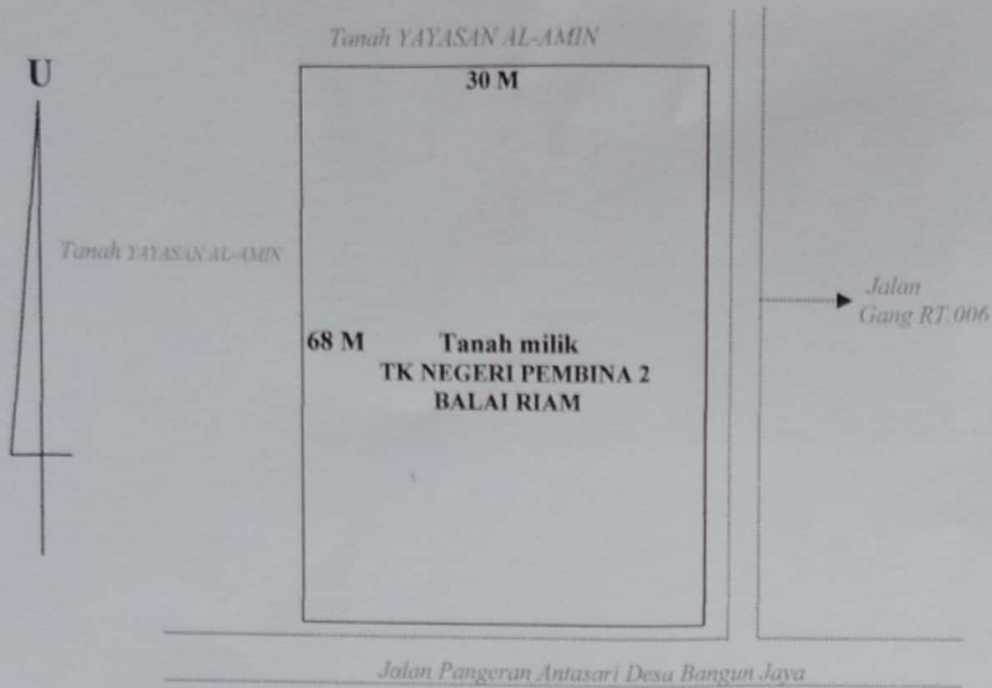 Tanah YAYASAN AL-AMIN
U
30 M
Tanah YAYASAN AL-AMIN
Jalan
Gang RT.006
68 M
Tanah milik
TK NEGERI PEMBINA 2
BALAI RIAM
Jalan Pangeran Antasari Desa Bangun Jaya